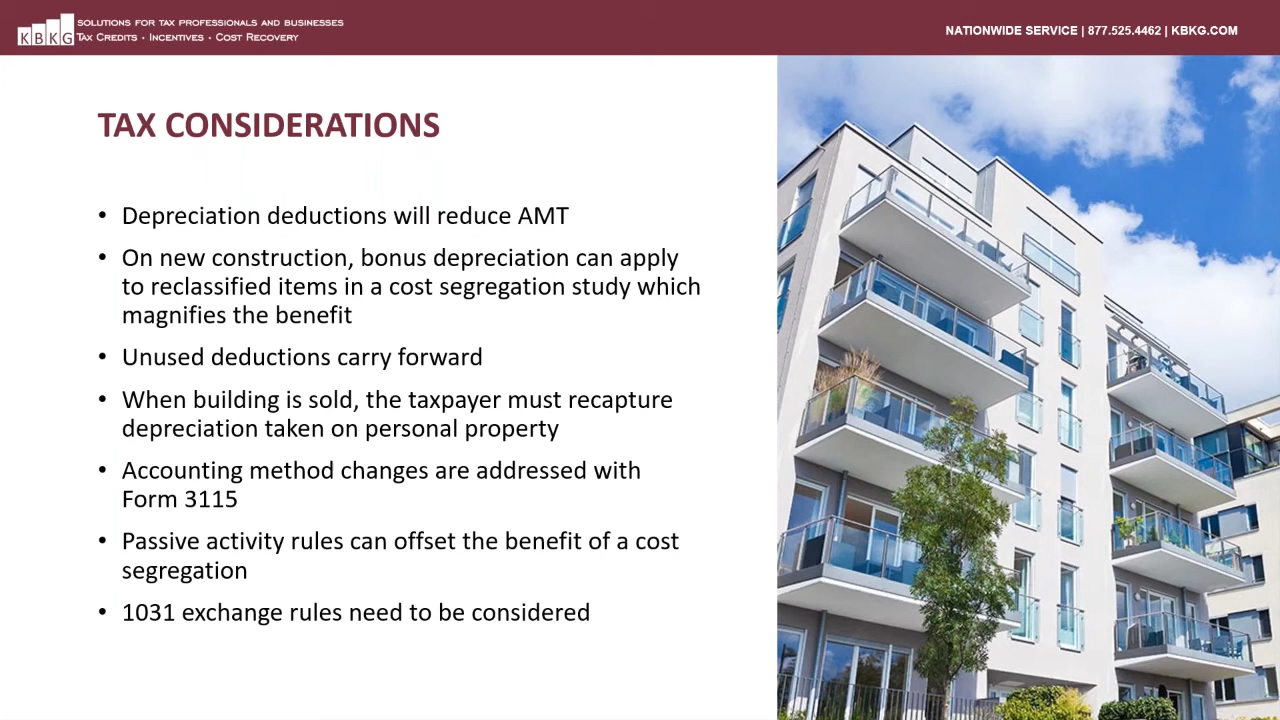 KBKG
SOLUTIONS FOR TAX PROFESSIONALS AND BUSINESSES
TAX CREDITS • INCENTIVES • COST RECOVERY
NATIONWIDE SERVICE | 877.525.4462 | KBKG.COM
TAX CONSIDERATIONS
• Depreciation deductions will reduce AMT
• On new construction, bonus depreciation can apply
to reclassified items in a cost segregation study which
magnifies the benefit
• Unused deductions carry forward
• When building is sold, the taxpayer must recapture
depreciation taken on personal property
• Accounting method changes are addressed with
Form 3115
• Passive activity rules can offset the benefit of a cost
segregation
• 1031 exchange rules need to be considered